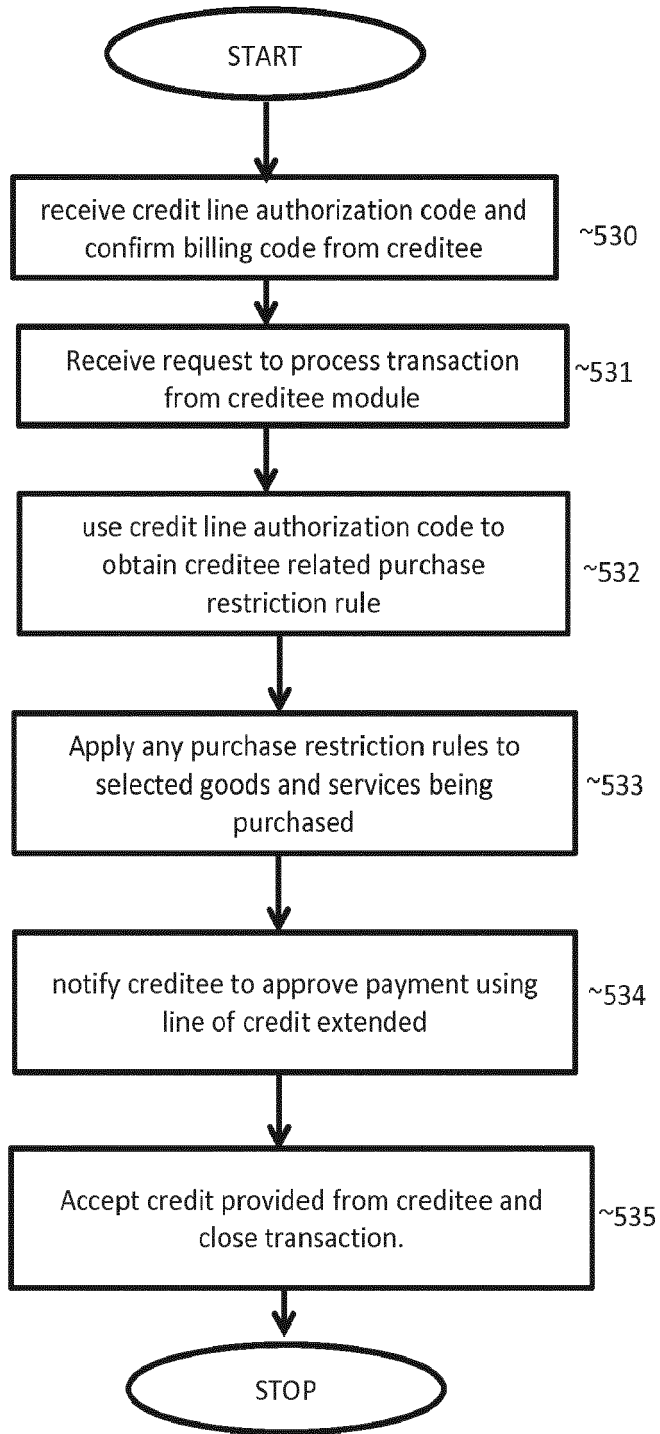 START
receive credit line authorization code and
confirm billing code from creditee
~530
Receive request to process transaction
from creditee module
~531
use credit line authorization code to
obtain creditee related purchase
restriction rule
~532
Apply any purchase restriction rules to
selected goods and services being
purchased
~533
notify creditee to approve payment using
line of credit extended
~534
Accept credit provided from creditee and
close transaction.
~535
STOP